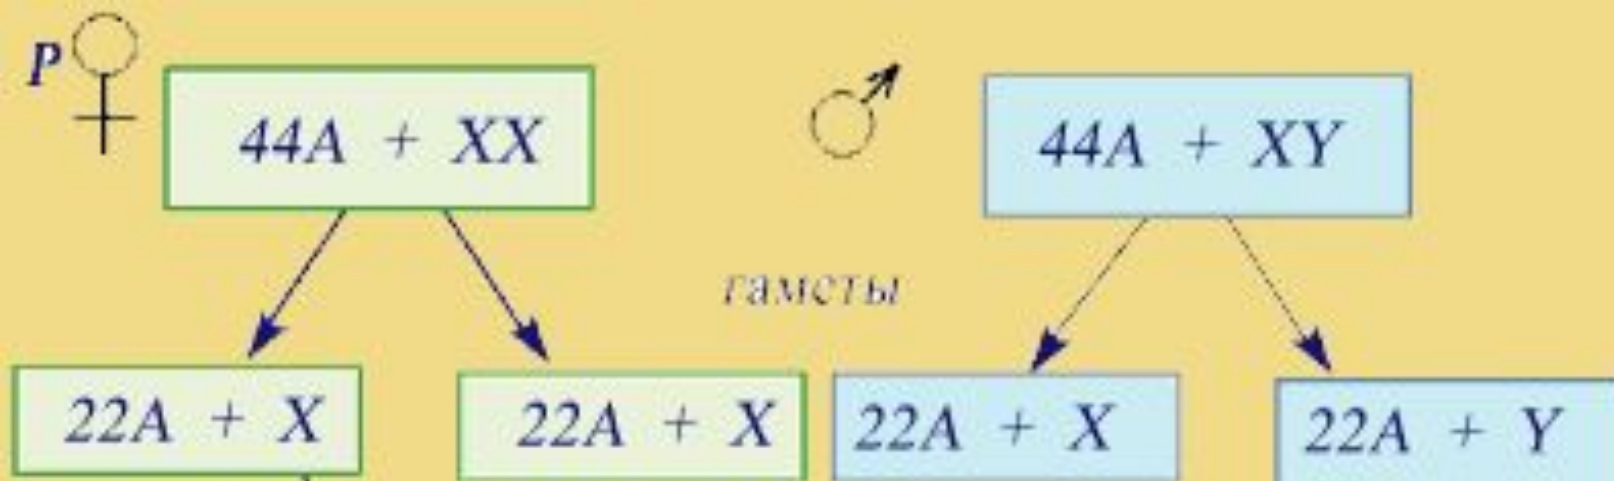 P
44A + XX
44A + XY
гаметы
22A + X
22A + X
22A + X
22A + Y